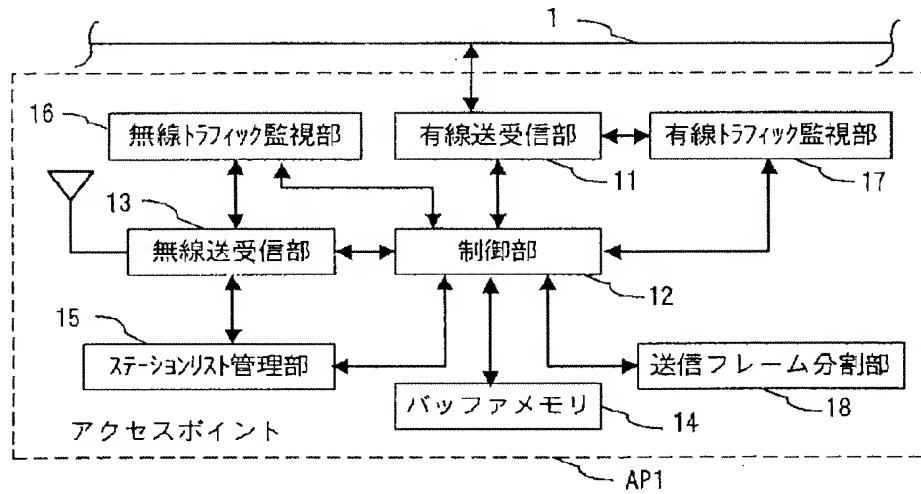 1
16
無線トラフィック監視部
有線送受信部
有線トラフィック監視部
11
17
13
無線送受信部
制御部
12
15
ステーションリスト管理部
送信フレーム分割部
バッファメモリ
14
18
アクセスポイント
AP1